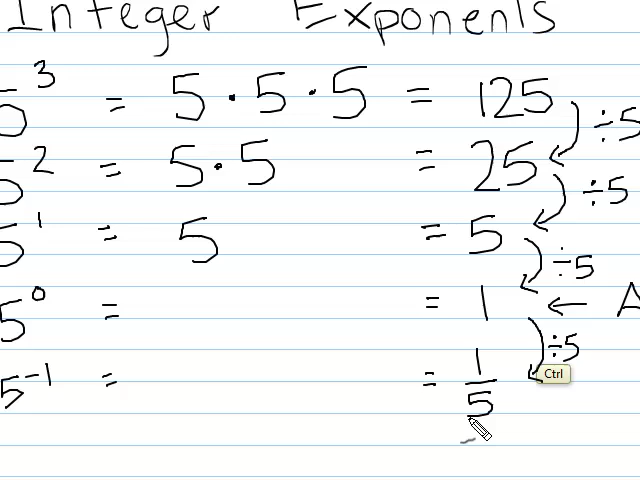 Integer Exponents
5³ = 5 · 5 · 5 = 125 ÷5
5² = 5 · 5 = 25 ÷5
5¹ = 5 = 5 ÷5
5⁰ = = 1 ← A
÷5
5⁻¹ = = 1/5
Ctrl